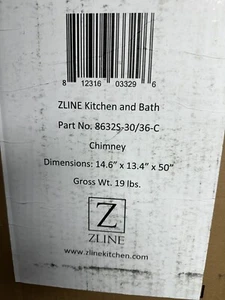 8 12316 03329 6
ZLINE Kitchen and Bath
Part No. 8632S-30/36-C
Chimney
Dimensions: 14.6” x 13.4” x 50”
Gross Wt. 19 lbs.
Z
ZLINE
www.zlinekitchen.com